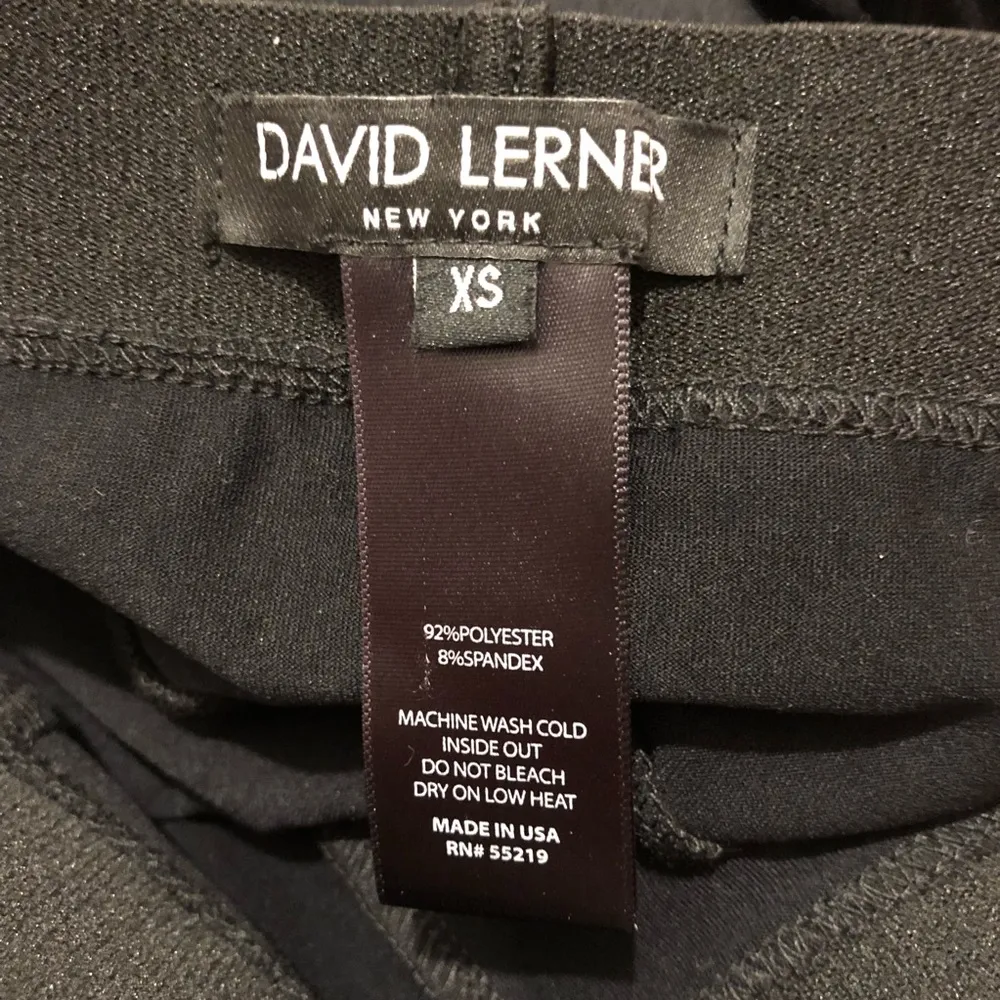 DAVID LERNER
NEW YORK
XS
92%POLYESTER
8%SPANDEX
MACHINE WASH COLD
INSIDE OUT
DO NOT BLEACH
DRY ON LOW HEAT
MADE IN USA
RN# 55219